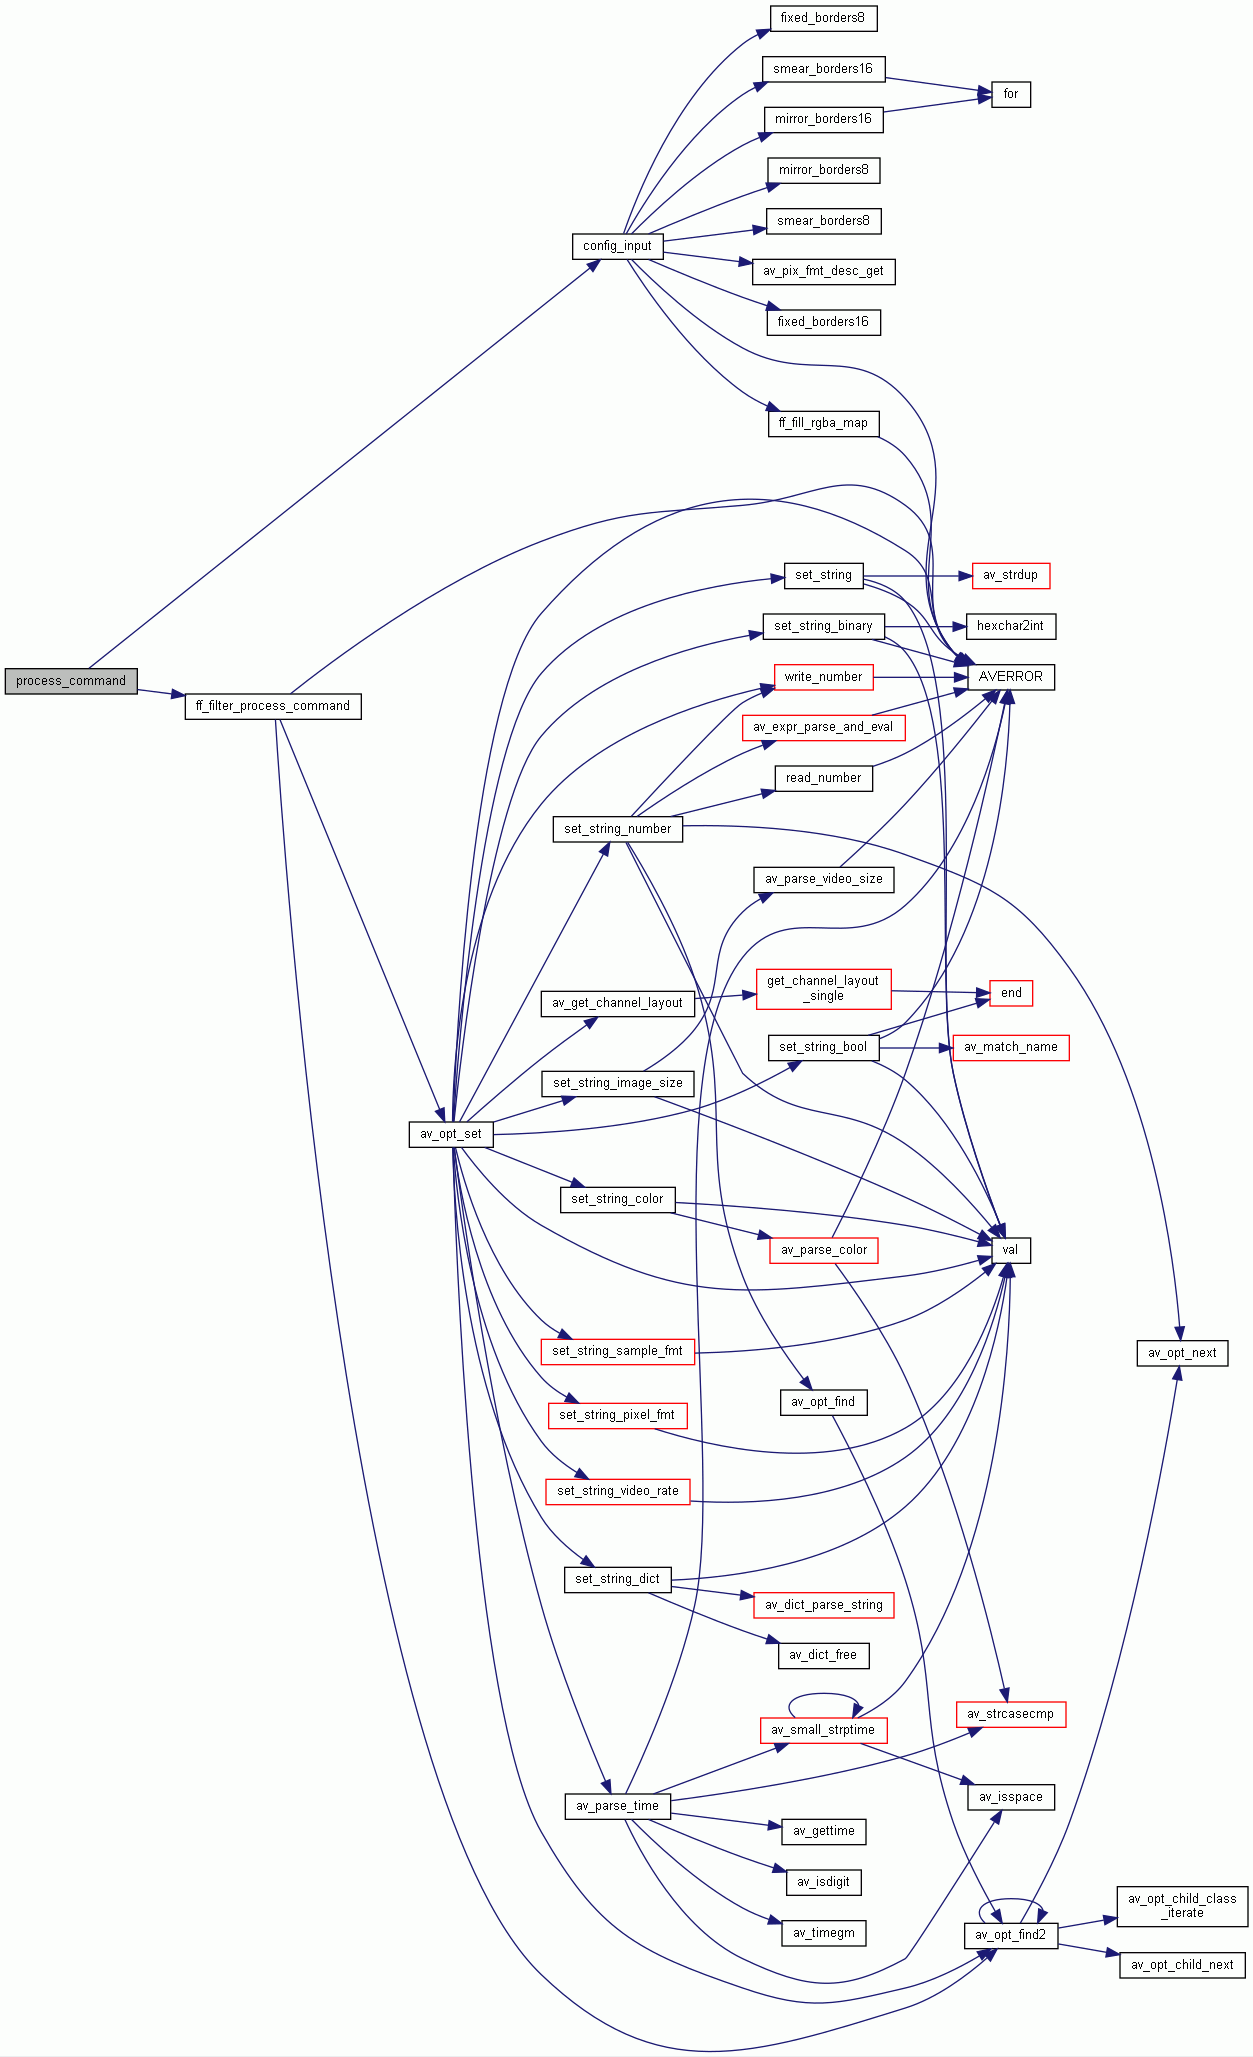 fixed_borders8
smear_borders16
for
mirror_borders16
mirror_borders8
smear_borders8
config_input
av_pix_fmt_desc_get
fixed_borders16
ff_fill_rgba_map
set_string
av_strdup
set_string_binary
hexchar2int
process_command
write_number
AVERROR
ff_filter_process_command
av_expr_parse_and_eval
read_number
set_string_number
av_parse_video_size
get_channel_layout
_single
end
av_get_channel_layout
set_string_bool
av_match_name
set_string_image_size
av_opt_set
set_string_color
av_parse_color
val
set_string_sample_fmt
av_opt_next
av_opt_find
set_string_pixel_fmt
set_string_video_rate
set_string_dict
av_dict_parse_string
av_dict_free
av_strcasecmp
av_small_strptime
av_isspace
av_parse_time
av_gettime
av_isdigit
av_opt_child_class
_iterate
av_timegm
av_opt_find2
av_opt_child_next